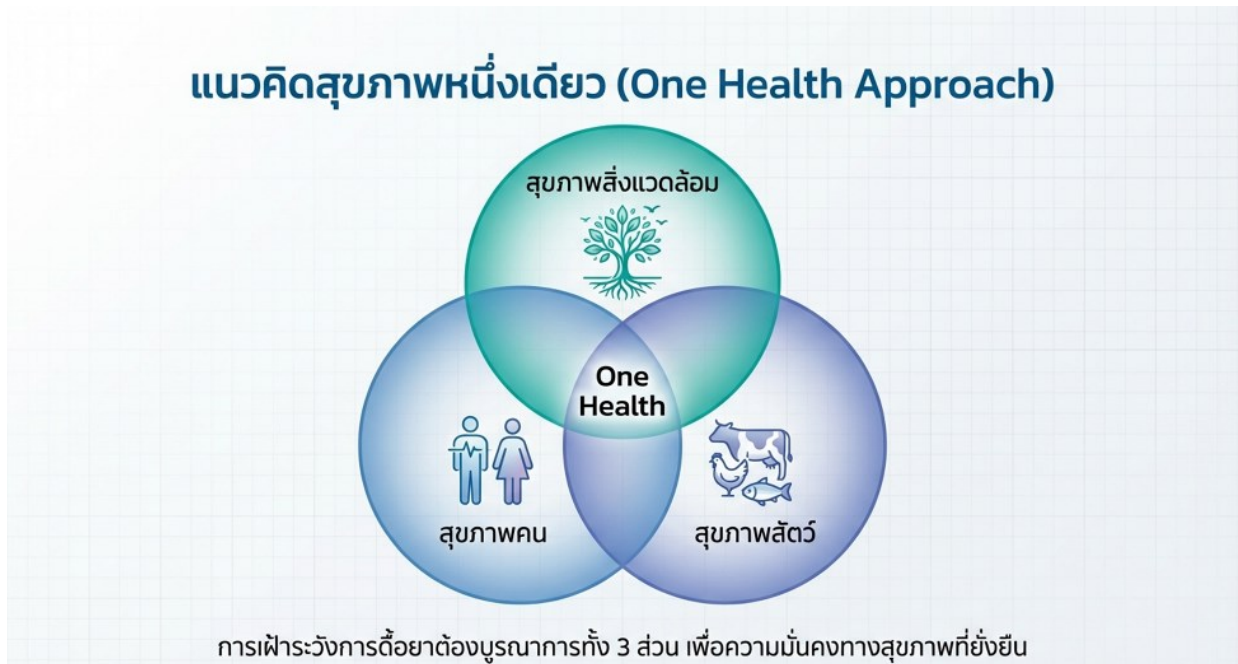 แนวคิดสุขภาพหนึ่งเดียว (One Health Approach)
สุขภาพสิ่งแวดล้อม
One
Health
สุขภาพคน
สุขภาพสัตว์
การเฝ้าระวังการดื้อยาต้องบูรณาการทั้ง 3 ส่วน เพื่อความมั่นคงทางสุขภาพที่ยั่งยืน